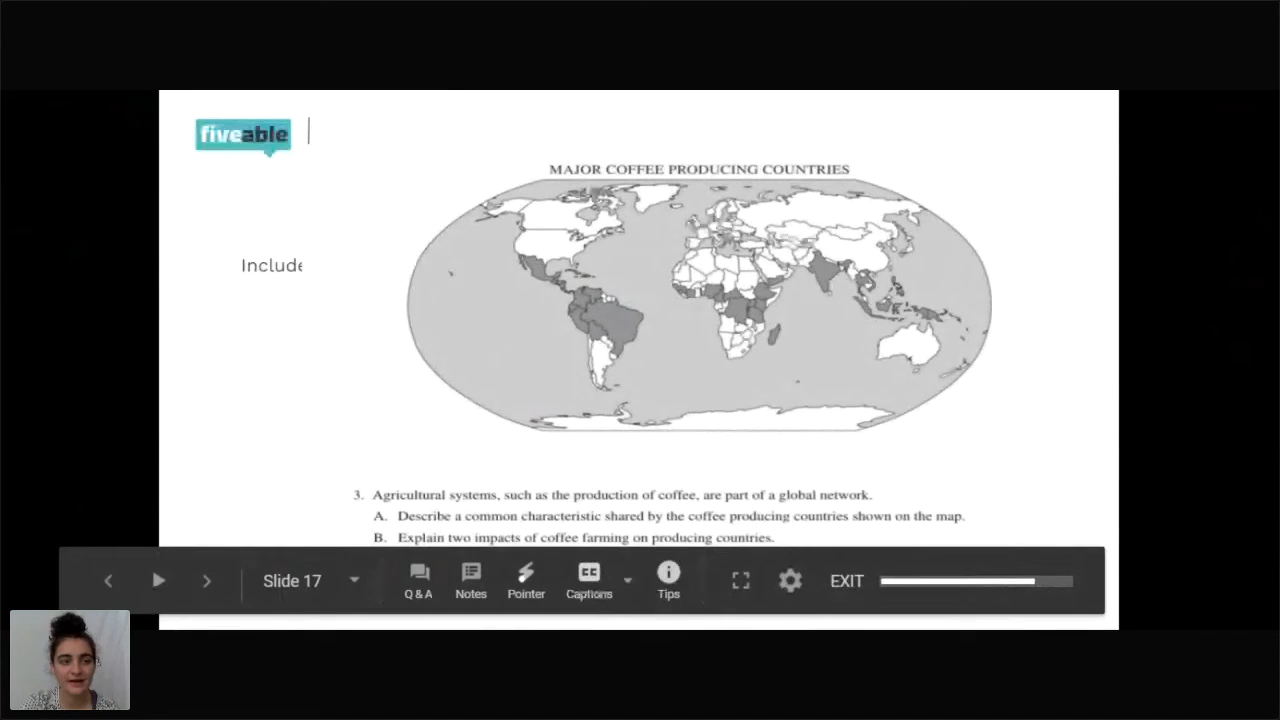 fiveable
MAJOR COFFEE PRODUCING COUNTRIES
Include
3. Agricultural systems, such as the production of coffee, are part of a global network.
A. Describe a common characteristic shared by the coffee producing countries shown on the map.
B. Explain two impacts of coffee farming on producing countries.
Slide 17
Q & A
Notes
Pointer
CC
Captions
Tips
EXIT